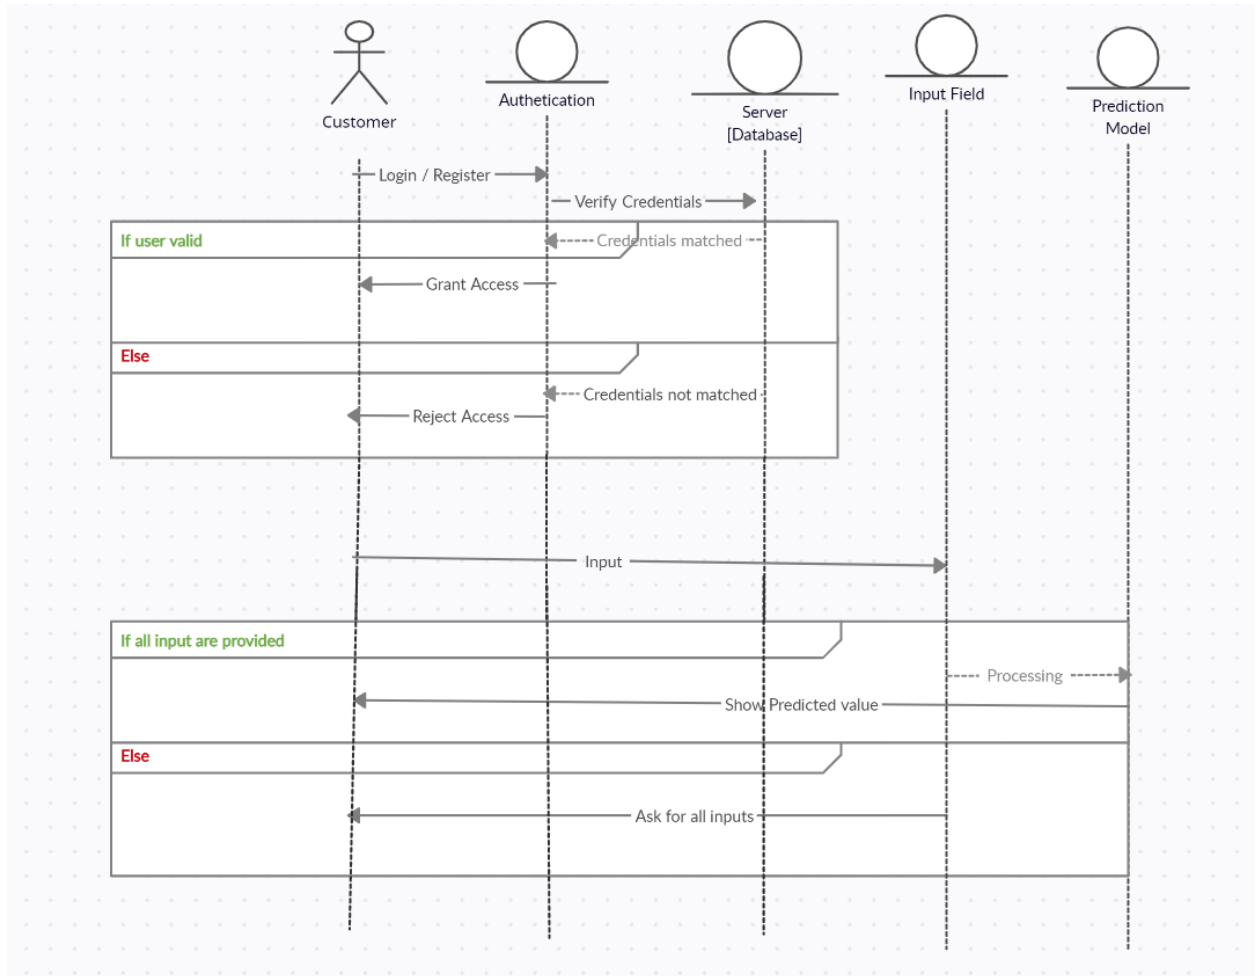 Customer
Authetication
Server
[Database]
Input Field
Prediction
Model
Login / Register
Verify Credentials
If user valid
Credentials matched
Grant Access
Else
Credentials not matched
Reject Access
Input
If all input are provided
Processing
Show Predicted value
Else
Ask for all inputs